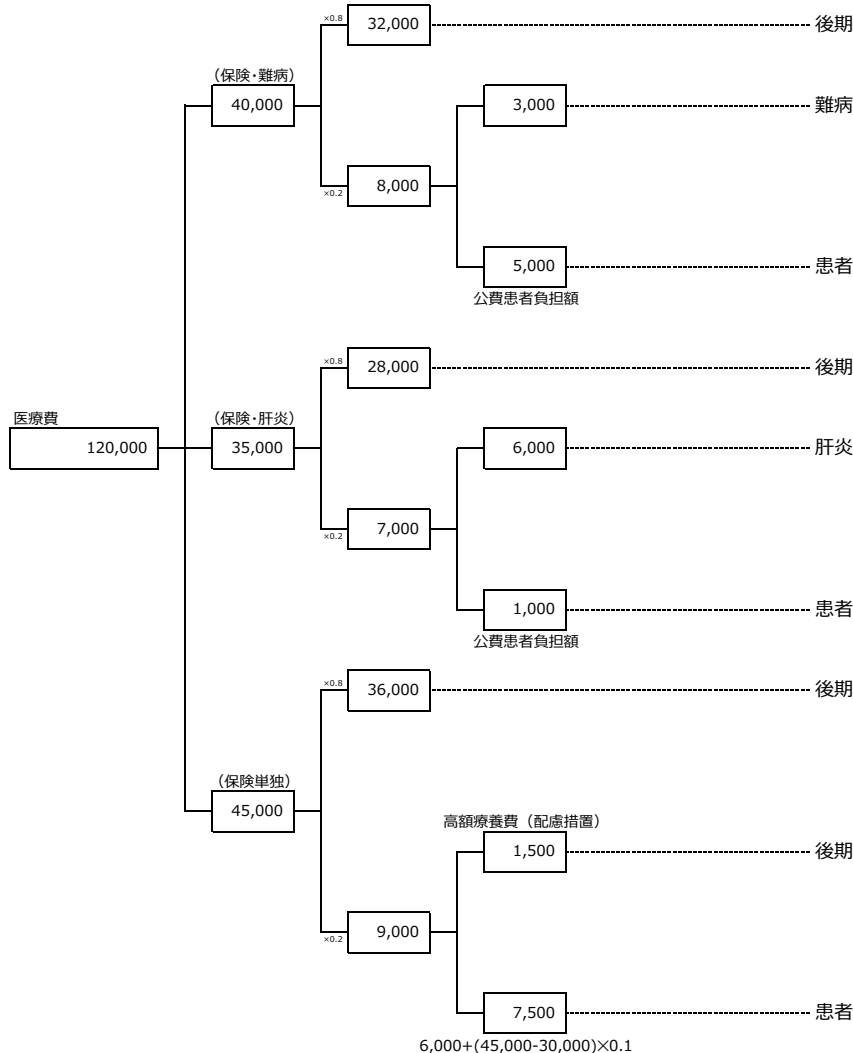 ×0.8
32,000
後期
（保険・難病）
40,000
3,000
難病
×0.2
8,000
5,000
患者
公費患者負担額
×0.8
28,000
後期
医療費
120,000
（保険・肝炎）
35,000
6,000
肝炎
×0.2
7,000
1,000
患者
公費患者負担額
×0.8
36,000
後期
（保険単独）
45,000
高額療養費（配慮措置）
1,500
後期
×0.2
9,000
7,500
患者
6,000+(45,000-30,000)×0.1